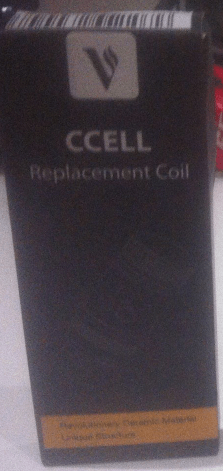 CCELL
Replacement Coil
Revolutionary Ceramic Material
Unique Structure